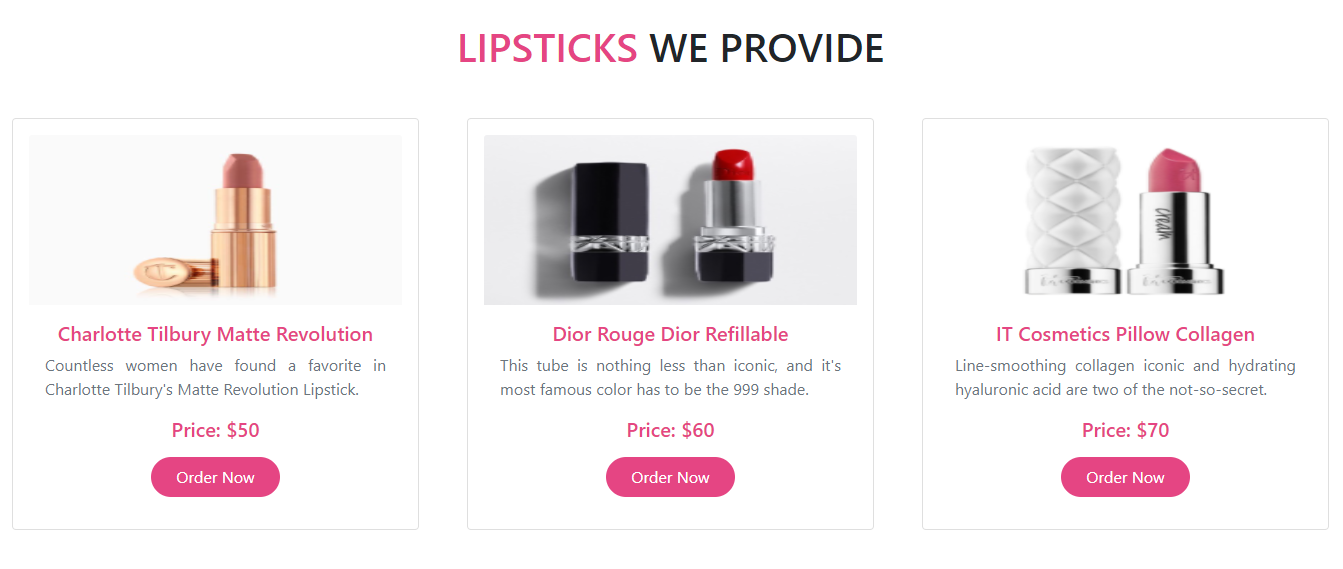 LIPSTICKS WE PROVIDE
cream
Charlotte Tilbury Matte Revolution
Countless women have found a favorite in
Charlotte Tilbury's Matte Revolution Lipstick.
Price: $50
Order Now
Dior Rouge Dior Refillable
This tube is nothing less than iconic, and it's
most famous color has to be the 999 shade.
Price: $60
Order Now
IT Cosmetics Pillow Collagen
Line-smoothing collagen iconic and hydrating
hyaluronic acid are two of the not-so-secret.
Price: $70
Order Now